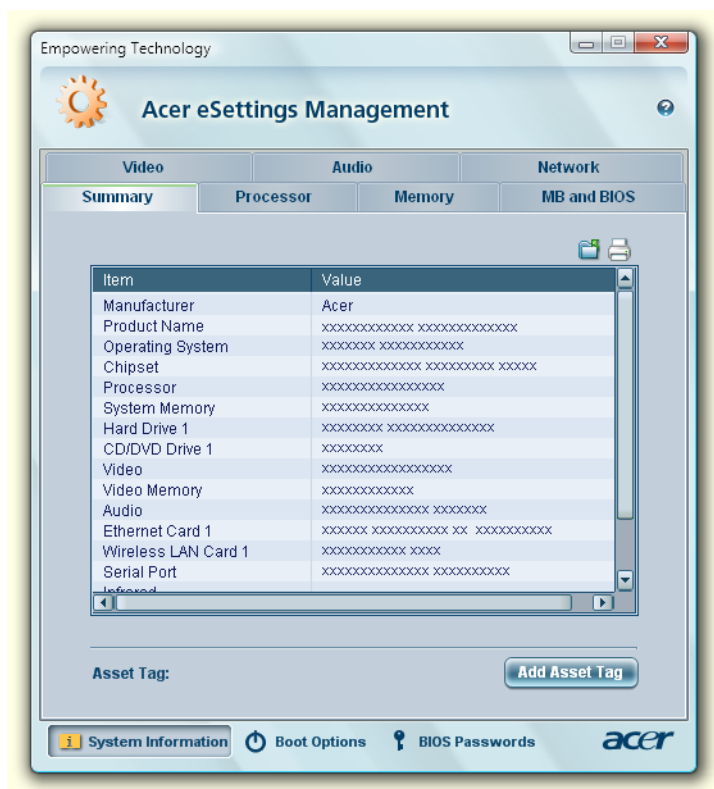 Empowering Technology
Acer eSettings Management
Video Audio Network
Summary Processor Memory MB and BIOS
Item Value
Manufacturer Acer
Product Name xxxxxxxxxxxx xxxxxxxxxxxxx
Operating System xxxxxxx xxxxxxxxxxx
Chipset xxxxxxxxxxxxx xxxxxxxxx xxxxx
Processor xxxxxxxxxxxxxxxx
System Memory xxxxxxxxxxxxxx
Hard Drive 1 xxxxxxxx xxxxxxxxxxxxxx
CD/DVD Drive 1 xxxxxxxx
Video xxxxxxxxxxxxxxxxx
Video Memory xxxxxxxxxxxx
Audio xxxxxxxxxxxxxx xxxxxxx
Ethernet Card 1 xxxxxx xxxxxxxxxx xx xxxxxxxxxx
Wireless LAN Card 1 xxxxxxxxxxx xxxx
Serial Port xxxxxxxxxxxxxx xxxxxxxxxx
Infrared
Asset Tag: Add Asset Tag
System Information Boot Options BIOS Passwords acer